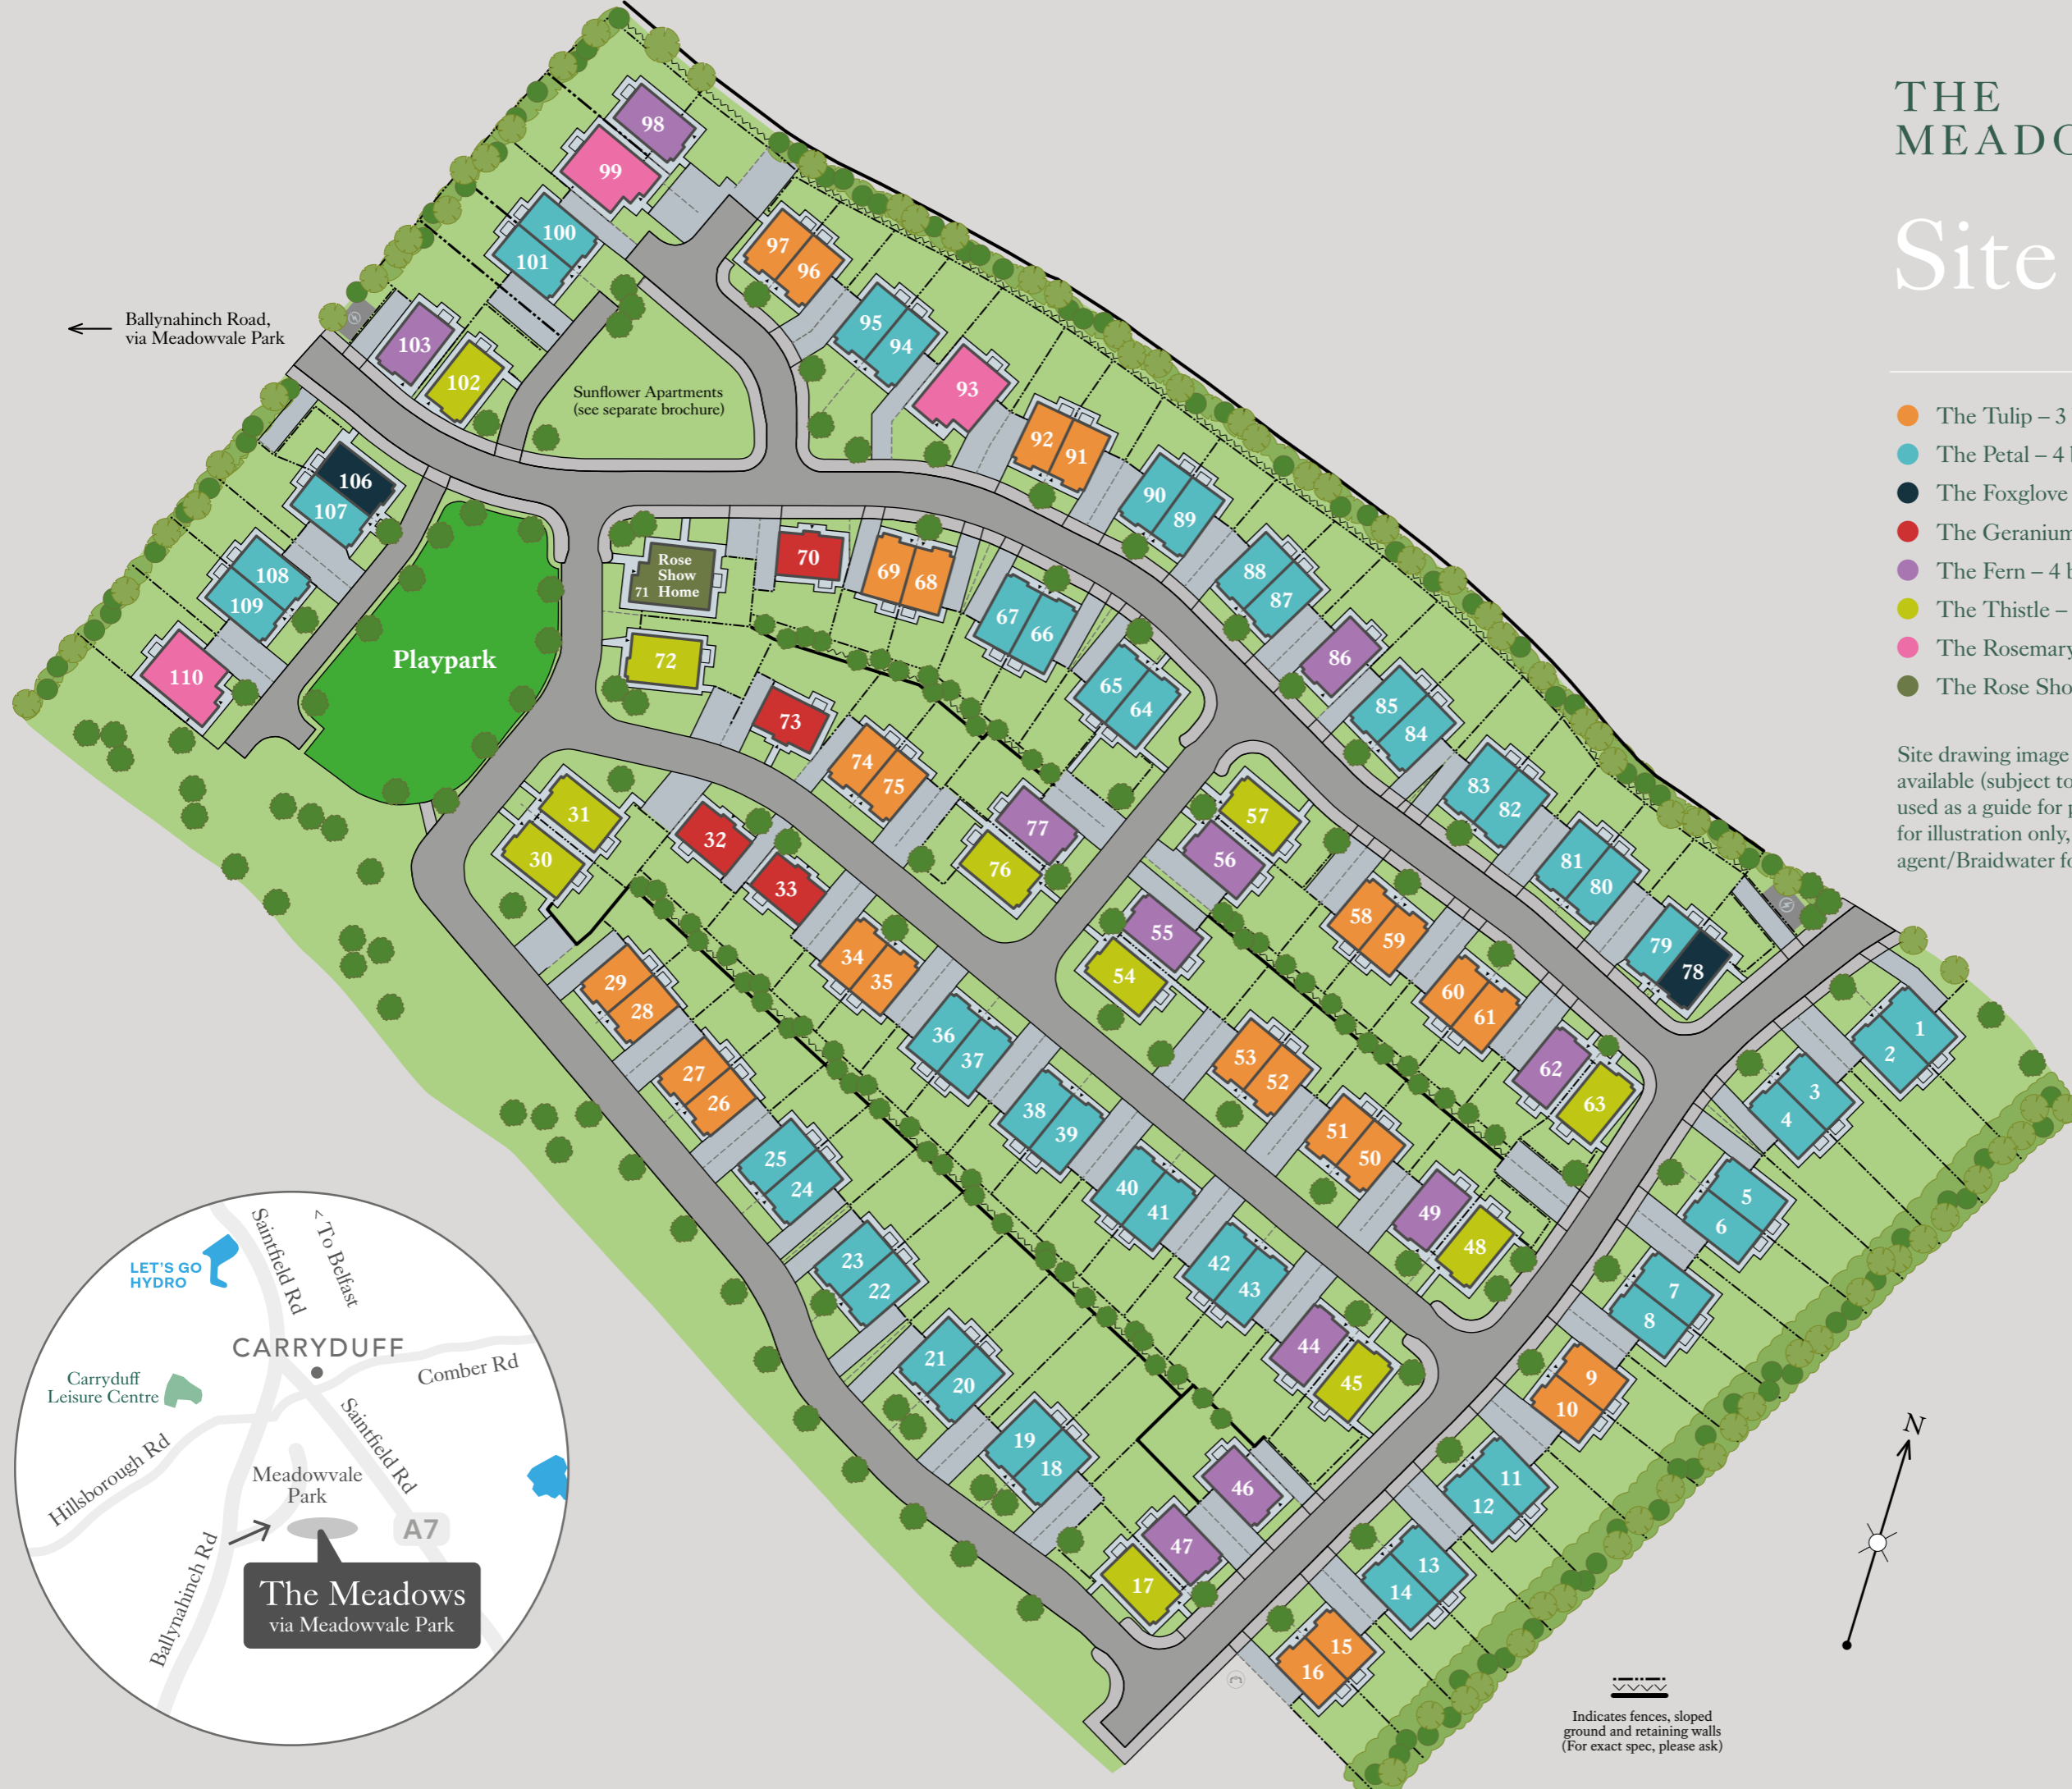 THE
MEADO
Site
The Tulip – 3
The Petal – 4 b
The Foxglove
The Geranium
The Fern – 4 b
The Thistle –
The Rosemary
The Rose Sho
Site drawing image
available (subject to
used as a guide for p
for illustration only,
agent/Braidwater fo
Ballynahinch Road,
via Meadowvale Park
Sunflower Apartments
(see separate brochure)
Playpark
98
99
100
101
103
102
97
96
95
94
93
92
91
90
89
88
87
86
85
84
83
82
81
80
79
78
106
107
108
109
110
Rose
Show
71 Home
70
69
68
67
66
65
64
72
73
74
75
77
76
31
30
32
33
34
35
36
37
38
39
40
41
42
43
44
45
46
47
17
29
28
27
26
25
24
23
22
21
20
19
18
57
56
55
54
58
59
60
61
62
63
53
52
51
50
49
48
1
2
3
4
5
6
7
8
9
10
11
12
13
14
15
16
LET'S GO
HYDRO
Saintfield Rd
< To Belfast
CARRYDUFF
Comber Rd
Carryduff
Leisure Centre
Saintfield Rd
Hillsborough Rd
Meadowvale
Park
A7
Ballynahinch Rd
The Meadows
via Meadowvale Park
N
Indicates fences, sloped
ground and retaining walls
(For exact spec, please ask)